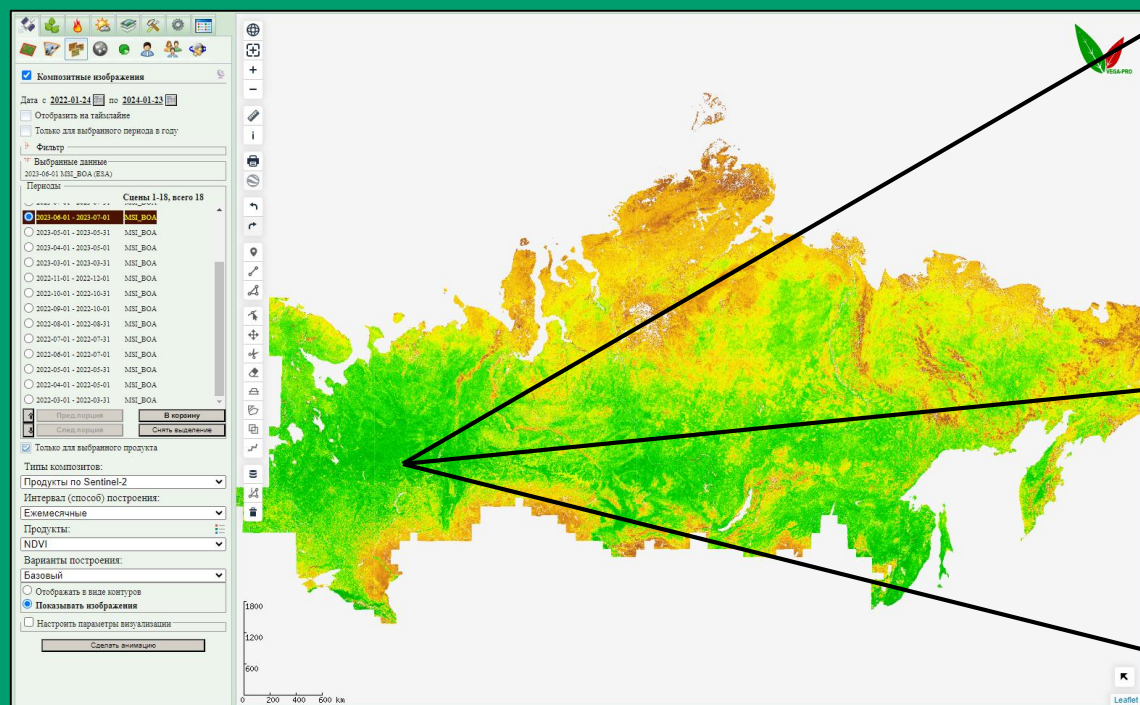 VEGA-PRO
Композитные изображения
Дата с 2022-01-24 по 2024-01-23
Отобразить на таймлайне
Только для выбранного периода в году
Фильтр
Выбранные данные
2023-06-01 MSI_BOA (ESA)
Периоды
Сцены 1-18, всего 18
2023-06-01 - 2023-07-01 MSI_BOA
2023-05-01 - 2023-05-31 MSI_BOA
2023-04-01 - 2023-05-01 MSI_BOA
2023-03-01 - 2023-03-31 MSI_BOA
2022-11-01 - 2022-12-01 MSI_BOA
2022-10-01 - 2022-10-31 MSI_BOA
2022-09-01 - 2022-10-01 MSI_BOA
2022-08-01 - 2022-08-31 MSI_BOA
2022-07-01 - 2022-07-31 MSI_BOA
2022-06-01 - 2022-07-01 MSI_BOA
2022-05-01 - 2022-05-31 MSI_BOA
2022-04-01 - 2022-05-01 MSI_BOA
2022-03-01 - 2022-03-31 MSI_BOA
Пред.порция В корзину
След.порция Снять выделение
Только для выбранного продукта
Типы композитов:
Продукты по Sentinel-2
Интервал (способ) построения:
Ежемесячные
Продукты:
NDVI
Варианты построения:
Базовый
Отображать в виде контуров
Показывать изображения
Настроить параметры визуализации
Сделать анимацию
1800
1200
600
0 200 400 600 km
Leaflet